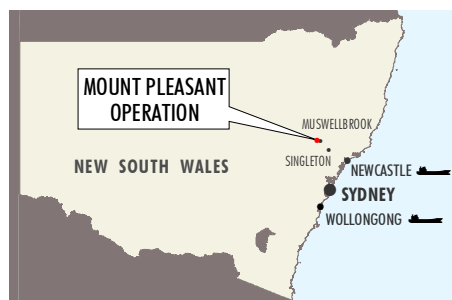 MOUNT PLEASANT
OPERATION
MUSWELLBROOK
SINGLETON
NEW SOUTH WALES
NEWCASTLE
SYDNEY
WOLLONGONG